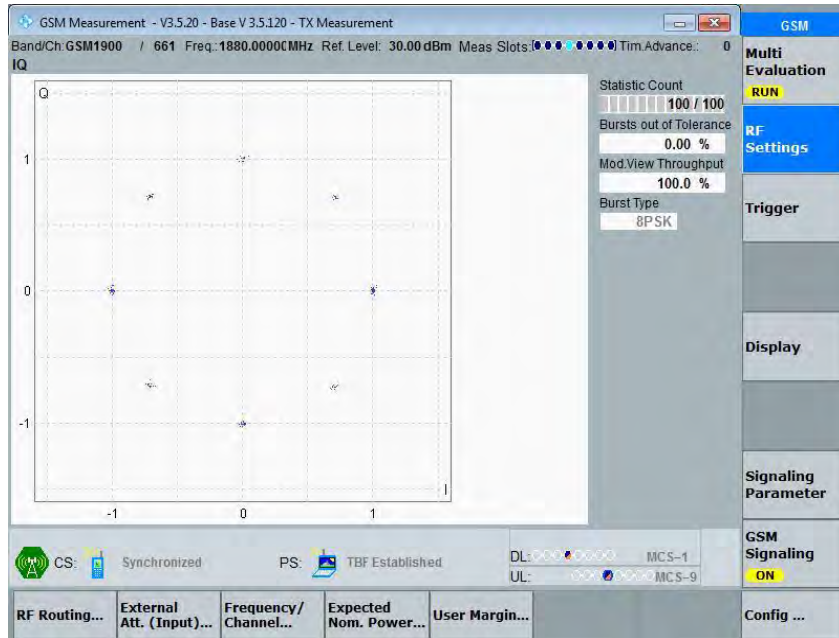 GSM Measurement - V3.5.20 - Base V 3.5.120 - TX Measurement
GSM
Band/Ch: GSM1900 / 661 Freq.: 1880.0000 MHz Ref. Level: 30.00 dBm Meas Slots: Tim.Advance.: 0
IQ
Q
1
0
-1
-1 0 1
I
Statistic Count
100 / 100
Bursts out of Tolerance
0.00 %
Mod.View Throughput
100.0 %
Burst Type
8PSK
Multi
Evaluation
RUN
RF
Settings
Trigger
Display
Signaling
Parameter
GSM
Signaling
ON
CS: Synchronized PS: TBF Established DL: MCS-1
UL: MCS-9
RF Routing...
External
Att. (Input)...
Frequency/
Channel...
Expected
Nom. Power...
User Margin...
Config ...